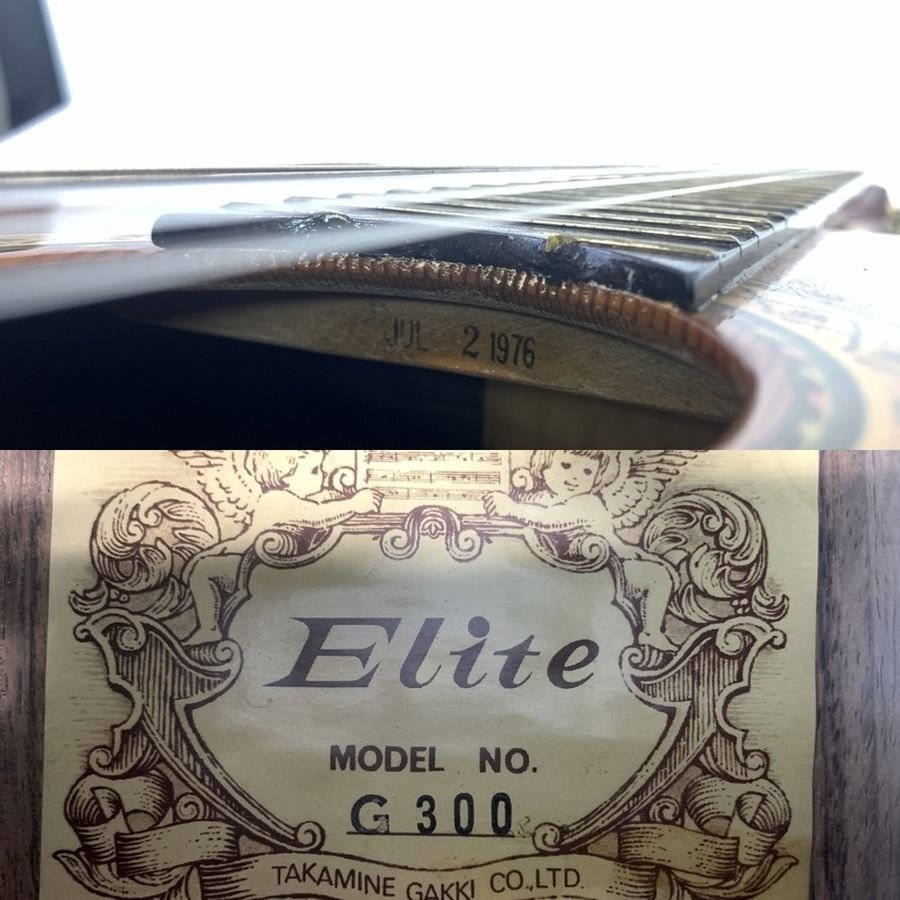 JUL 2 1976
Elite
MODEL NO.
G 300
TAKAMINE GAKKI CO.,LTD.